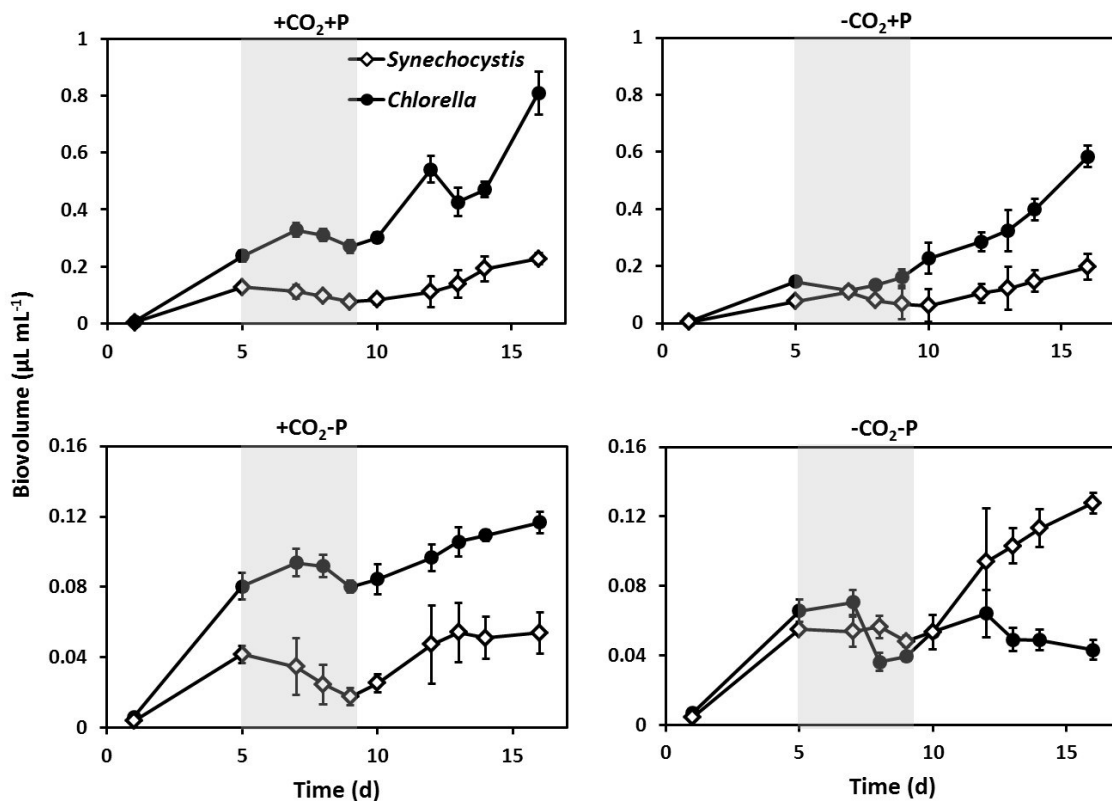 +CO₂+P
-CO₂+P
1
0.8
0.6
0.4
0.2
0
0 5 10 15
Synechocystis
Chlorella
1
0.8
0.6
0.4
0.2
0
0 5 10 15
Biovolume (µL mL⁻¹)
+CO₂-P
-CO₂-P
0.16
0.12
0.08
0.04
0
0 5 10 15
Time (d)
0.16
0.12
0.08
0.04
0
0 5 10 15
Time (d)